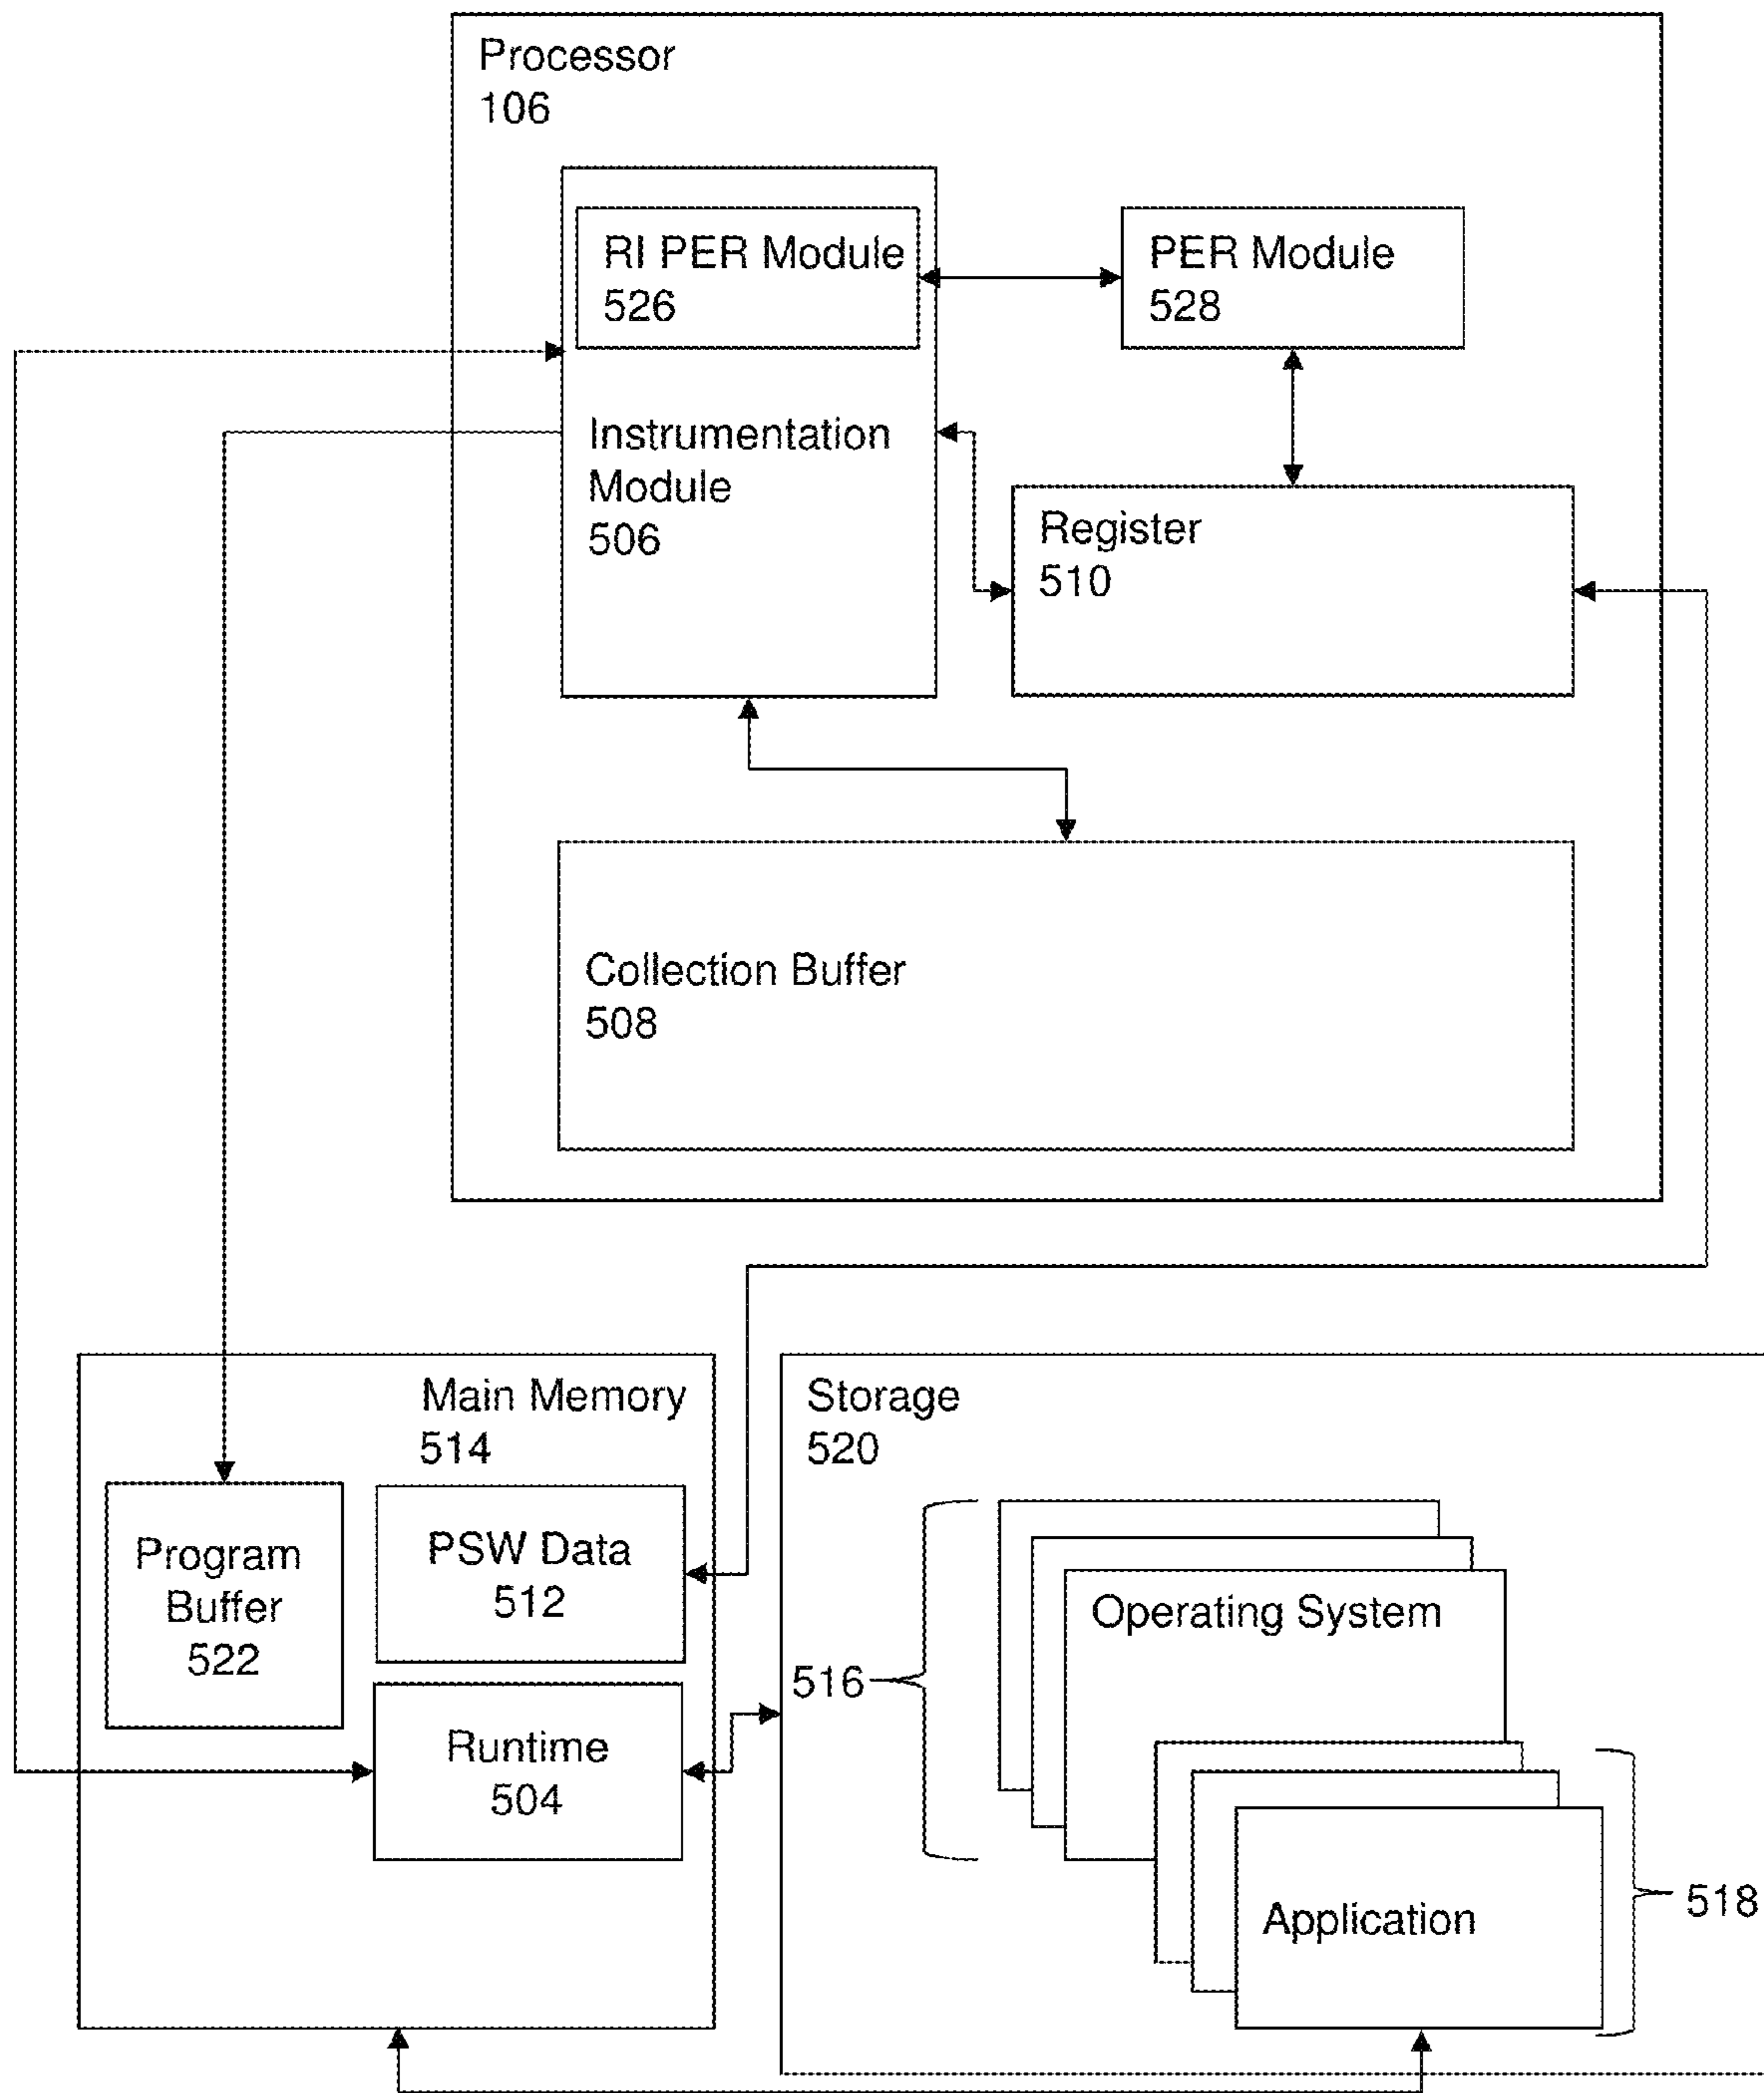 Processor
106
RI PER Module
526
PER Module
528
Instrumentation
Module
506
Register
510
Collection Buffer
508
Main Memory
514
Storage
520
Program
Buffer
522
PSW Data
512
Operating System
516
Runtime
504
Application
518